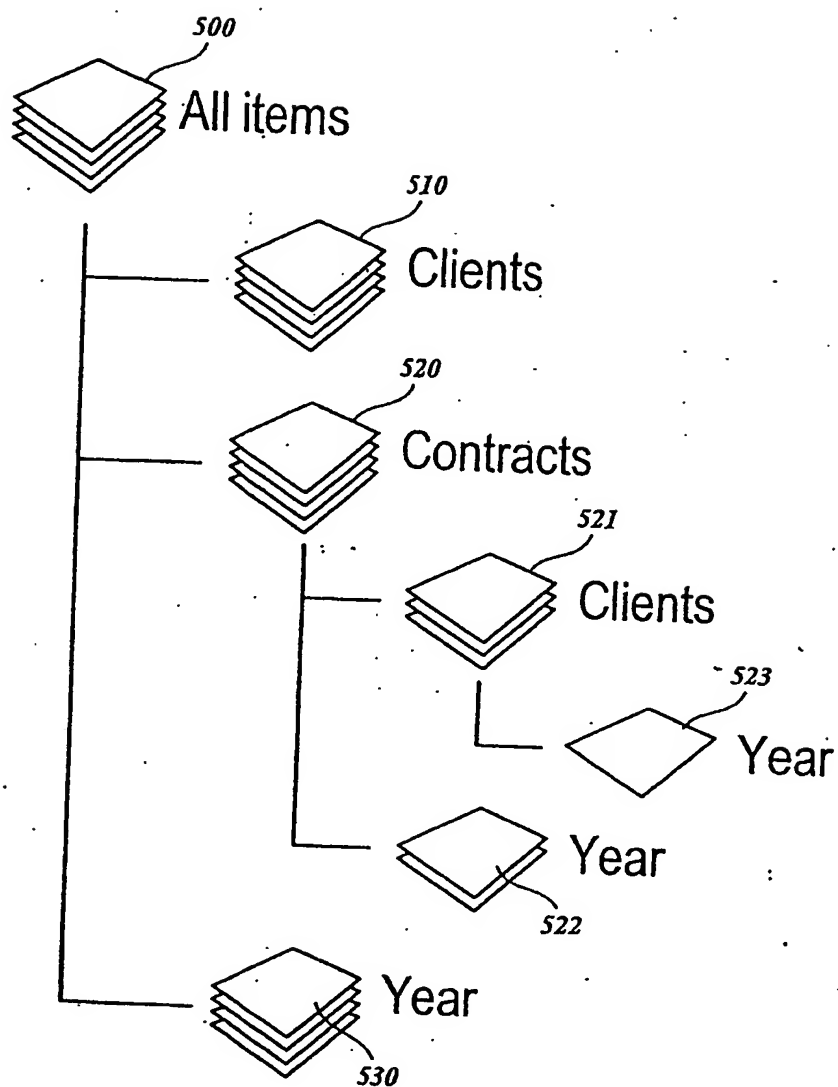 500
All items
510
Clients
520
Contracts
521
Clients
523
Year
Year
522
Year
530